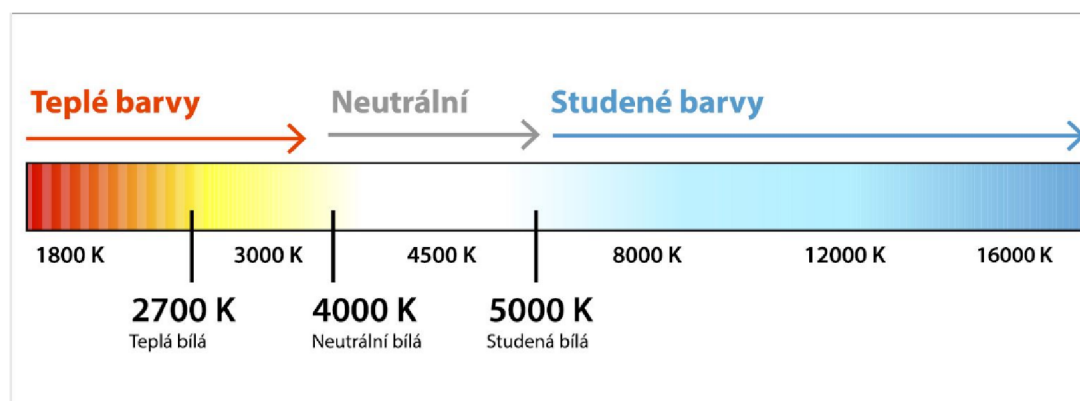 Teplé barvy
Neutrální
Studené barvy
1800 K
3000 K
4500 K
8000 K
12000 K
16000 K
2700 K
4000 K
5000 K
Teplá bílá
Neutrální bílá
Studená bílá